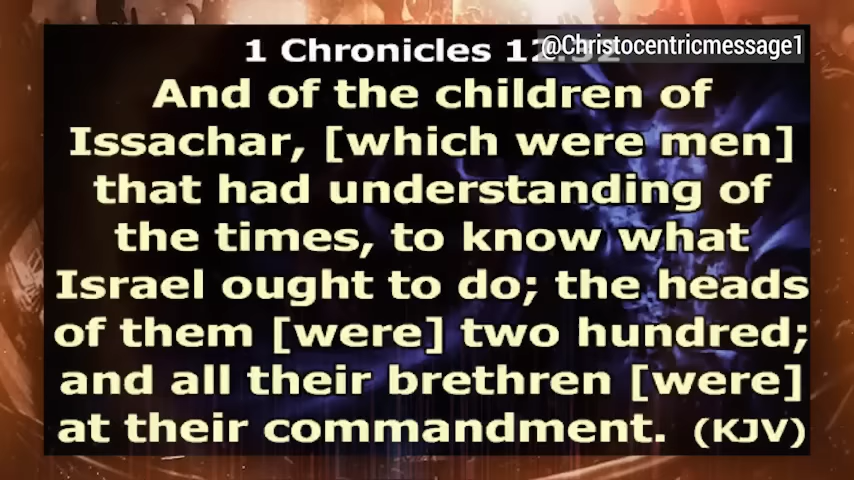 1 Chronicles 12:32
@Christocentricmessage1
And of the children of
Issachar, [which were men]
that had understanding of
the times, to know what
Israel ought to do; the heads
of them [were] two hundred;
and all their brethren [were]
at their commandment. (KJV)